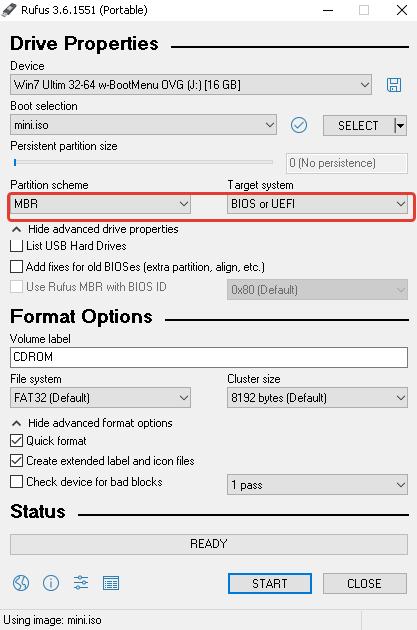 Rufus 3.6.1551 (Portable)
Drive Properties
Device
Win7 Ultim 32-64 w-BootMenu OVG (J:) [16 GB]
Boot selection
mini.iso
SELECT
Persistent partition size
0 (No persistence)
Partition scheme Target system
MBR BIOS or UEFI
Hide advanced drive properties
List USB Hard Drives
Add fixes for old BIOSes (extra partition, align, etc.)
Use Rufus MBR with BIOS ID 0x80 (Default)
Format Options
Volume label
CDROM
File system Cluster size
FAT32 (Default) 8192 bytes (Default)
Hide advanced format options
Quick format
Create extended label and icon files
Check device for bad blocks 1 pass
Status
READY
START CLOSE
Using image: mini.iso